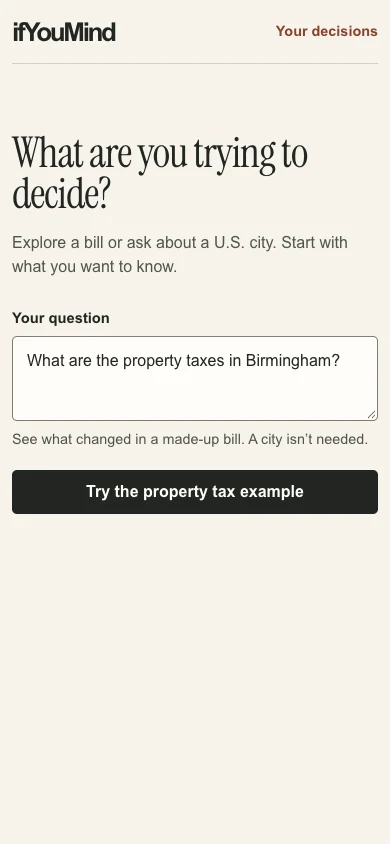 ifYouMind
Your decisions
What are you trying to
decide?
Explore a bill or ask about a U.S. city. Start with
what you want to know.
Your question
What are the property taxes in Birmingham?
See what changed in a made-up bill. A city isn’t needed.
Try the property tax example